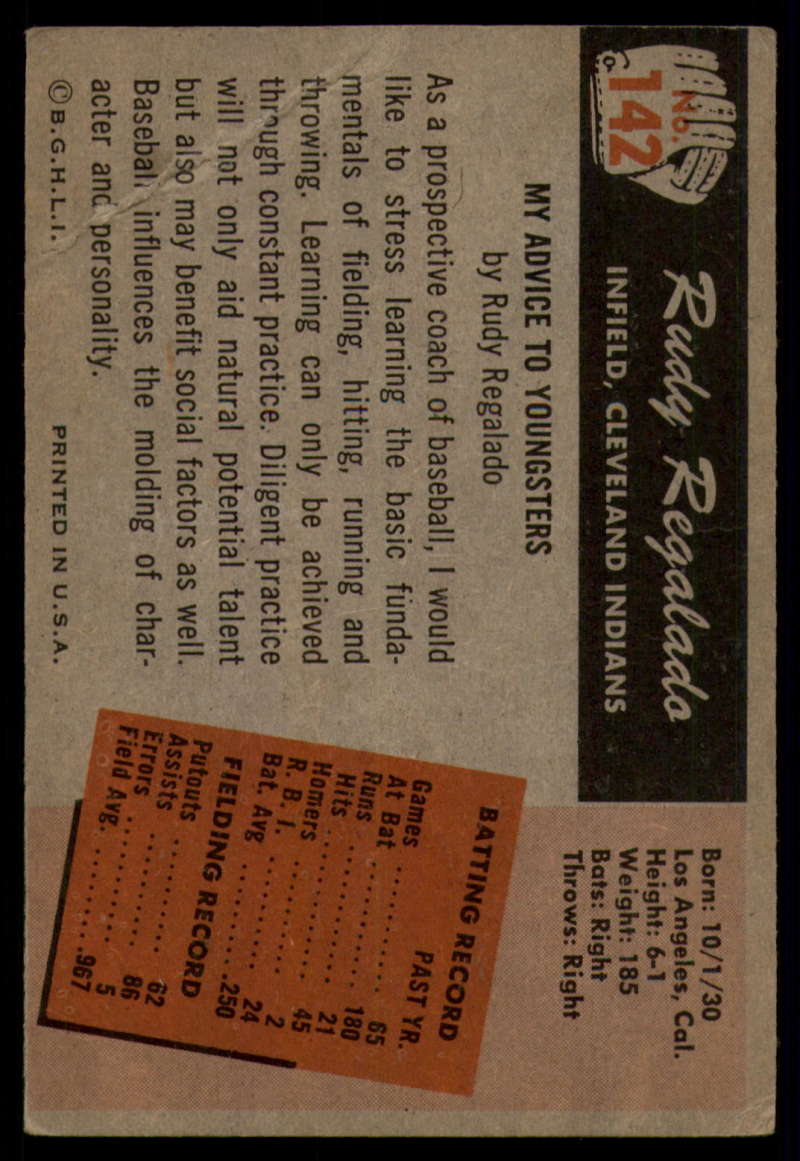 No.
142
Rudy Regalado
INFIELD, CLEVELAND INDIANS
Born: 10/1/30
Los Angeles, Cal.
Height: 6-1
Weight: 185
Bats: Right
Throws: Right
MY ADVICE TO YOUNGSTERS
by Rudy Regalado
As a prospective coach of baseball, I would
like to stress learning the basic funda-
mentals of fielding, hitting, running and
throwing. Learning can only be achieved
through constant practice. Diligent practice
will not only aid natural potential talent
but also may benefit social factors as well.
Baseball influences the molding of char-
acter and personality.
© B.G.H.L.I. PRINTED IN U.S.A.
BATTING RECORD
PAST YR.
Games .......... 65
At Bat .......... 180
Runs .......... 21
Hits .......... 45
Homers .......... 2
R. B. I. .......... 24
Bat. Avg .......... .250
FIELDING RECORD
Putouts .......... 62
Assists .......... 86
Errors .......... 5
Field Avg. .......... .967